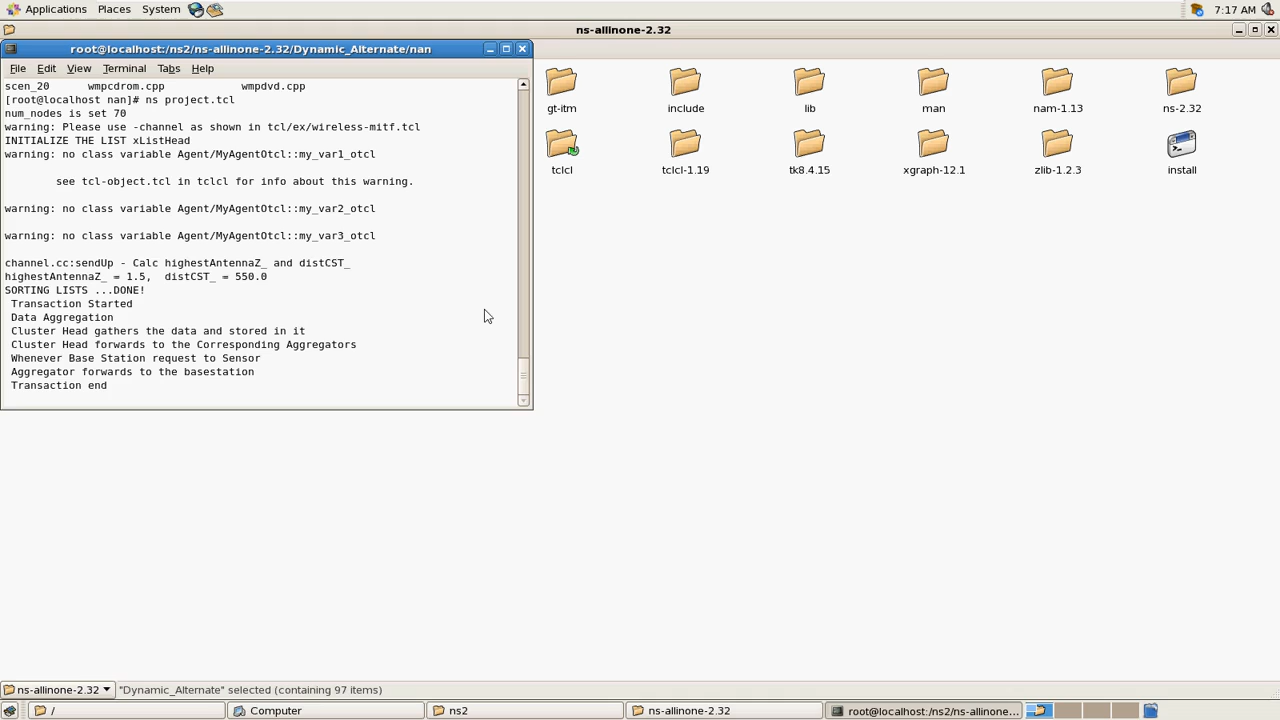 Applications Places System 7:17 AM
ns-allinone-2.32
root@localhost:/ns2/ns-allinone-2.32/Dynamic_Alternate/nan
File Edit View Terminal Tabs Help
scen_20 wmpcdrom.cpp wmpdvd.cpp
[root@localhost nan]# ns project.tcl
num_nodes is set 70
warning: Please use -channel as shown in tcl/ex/wireless-mitf.tcl
INITIALIZE THE LIST xListHead
warning: no class variable Agent/MyAgentOtcl::my_var1_otcl
see tcl-object.tcl in tclcl for info about this warning.
warning: no class variable Agent/MyAgentOtcl::my_var2_otcl
warning: no class variable Agent/MyAgentOtcl::my_var3_otcl
channel.cc:sendUp - Calc highestAntennaZ_ and distCST_
highestAntennaZ_ = 1.5, distCST_ = 550.0
SORTING LISTS ...DONE!
Transaction Started
Data Aggregation
Cluster Head gathers the data and stored in it
Cluster Head forwards to the Corresponding Aggregators
Whenever Base Station request to Sensor
Aggregator forwards to the basestation
Transaction end
gt-itm include lib man nam-1.13 ns-2.32
tclcl tclcl-1.19 tk8.4.15 xgraph-12.1 zlib-1.2.3 install
ns-allinone-2.32 "Dynamic_Alternate" selected (containing 97 items)
/ Computer ns2 ns-allinone-2.32 root@localhost:/ns2/ns-allinone...